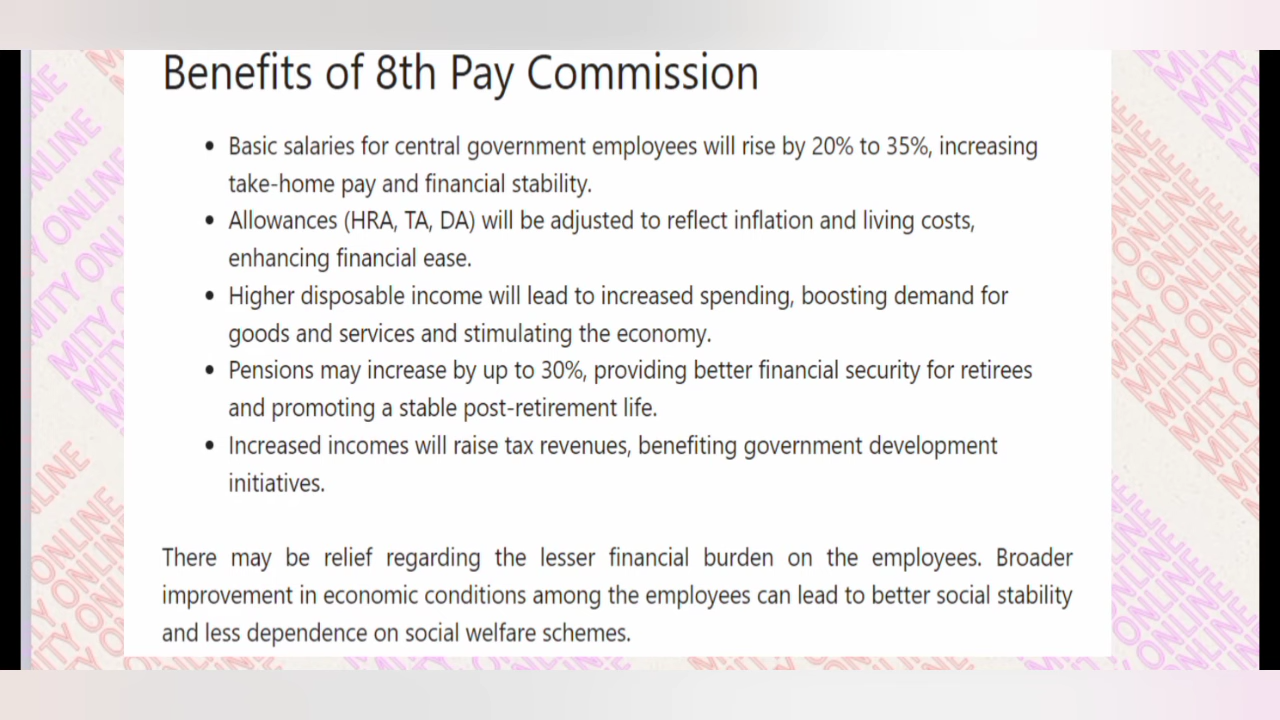 Benefits of 8th Pay Commission
• Basic salaries for central government employees will rise by 20% to 35%, increasing
take-home pay and financial stability.
• Allowances (HRA, TA, DA) will be adjusted to reflect inflation and living costs,
enhancing financial ease.
• Higher disposable income will lead to increased spending, boosting demand for
goods and services and stimulating the economy.
• Pensions may increase by up to 30%, providing better financial security for retirees
and promoting a stable post-retirement life.
• Increased incomes will raise tax revenues, benefiting government development
initiatives.
There may be relief regarding the lesser financial burden on the employees. Broader
improvement in economic conditions among the employees can lead to better social stability
and less dependence on social welfare schemes.
MITY ONLINE